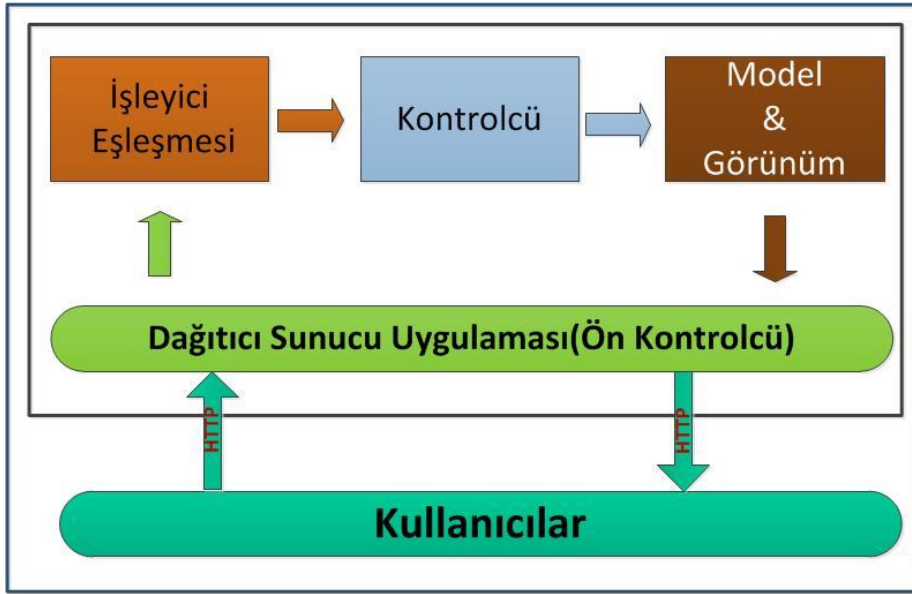 İşleyici
Eşleşmesi
Kontrolcü
Model
&
Görünüm
Dağıtıcı Sunucu Uygulaması(Ön Kontrolcü)
HTTP
HTTP
Kullanıcılar